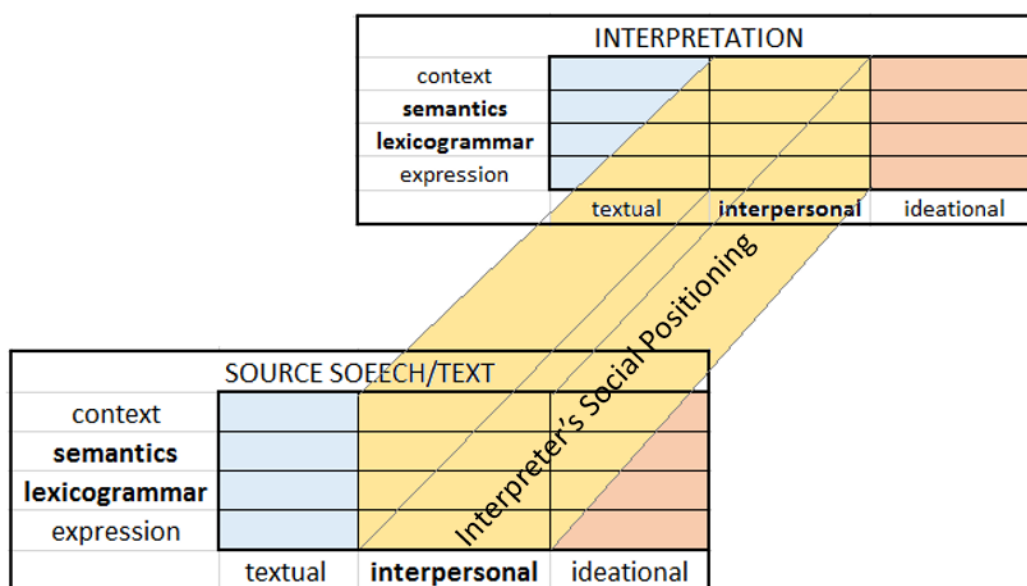 INTERPRETATION
context
semantics
lexicogrammar
expression
textual interpersonal ideational
Interpreter's Social Positioning
SOURCE SOEECH/TEXT
context
semantics
lexicogrammar
expression
textual interpersonal ideational